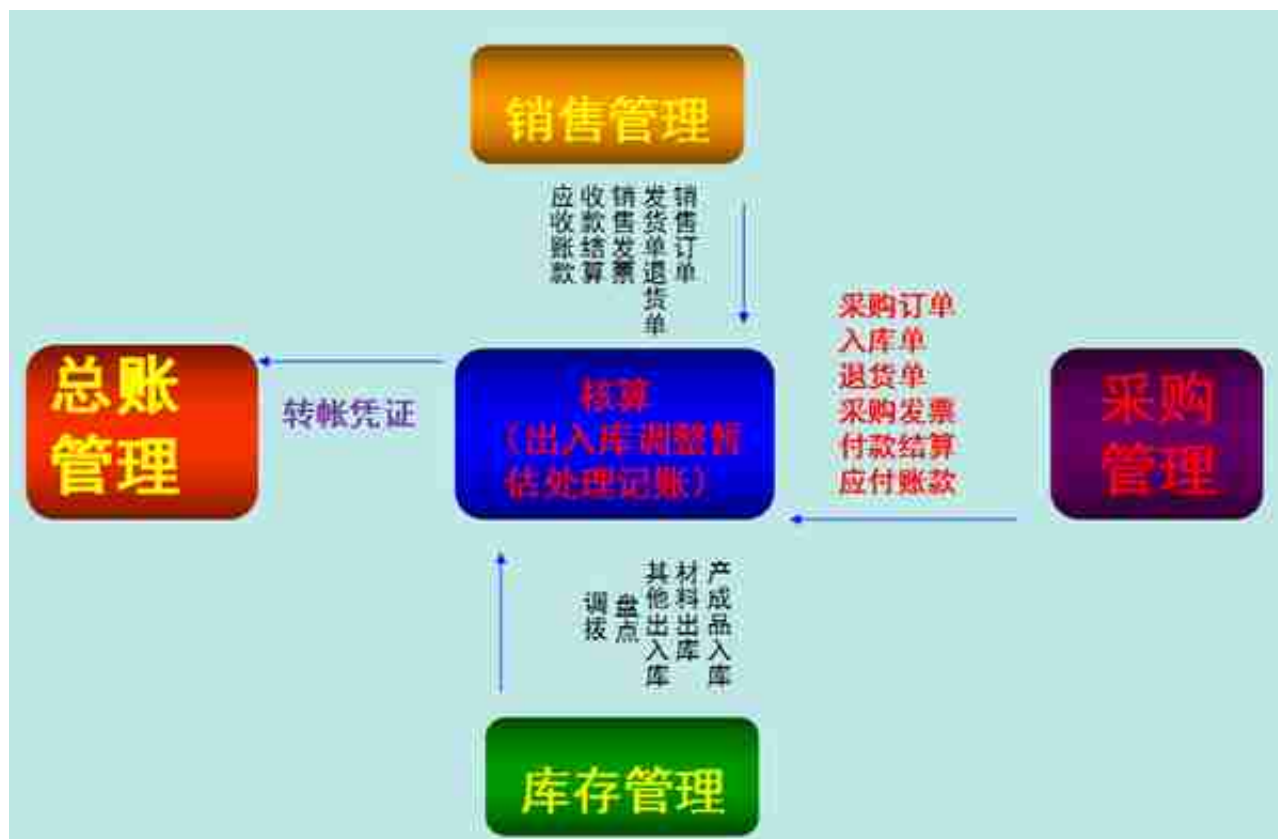 销售管理
销售订单
发货单退货单
销售发票
收款结算
应收账款
采购订单
入库单
退货单
采购发票
付款结算
应付账款
总账
管理
转帐凭证
核算
（出入库调整暂
估处理记账）
采购
管理
产成品入库
材料出库
其他出入库
盘点
调拨
库存管理